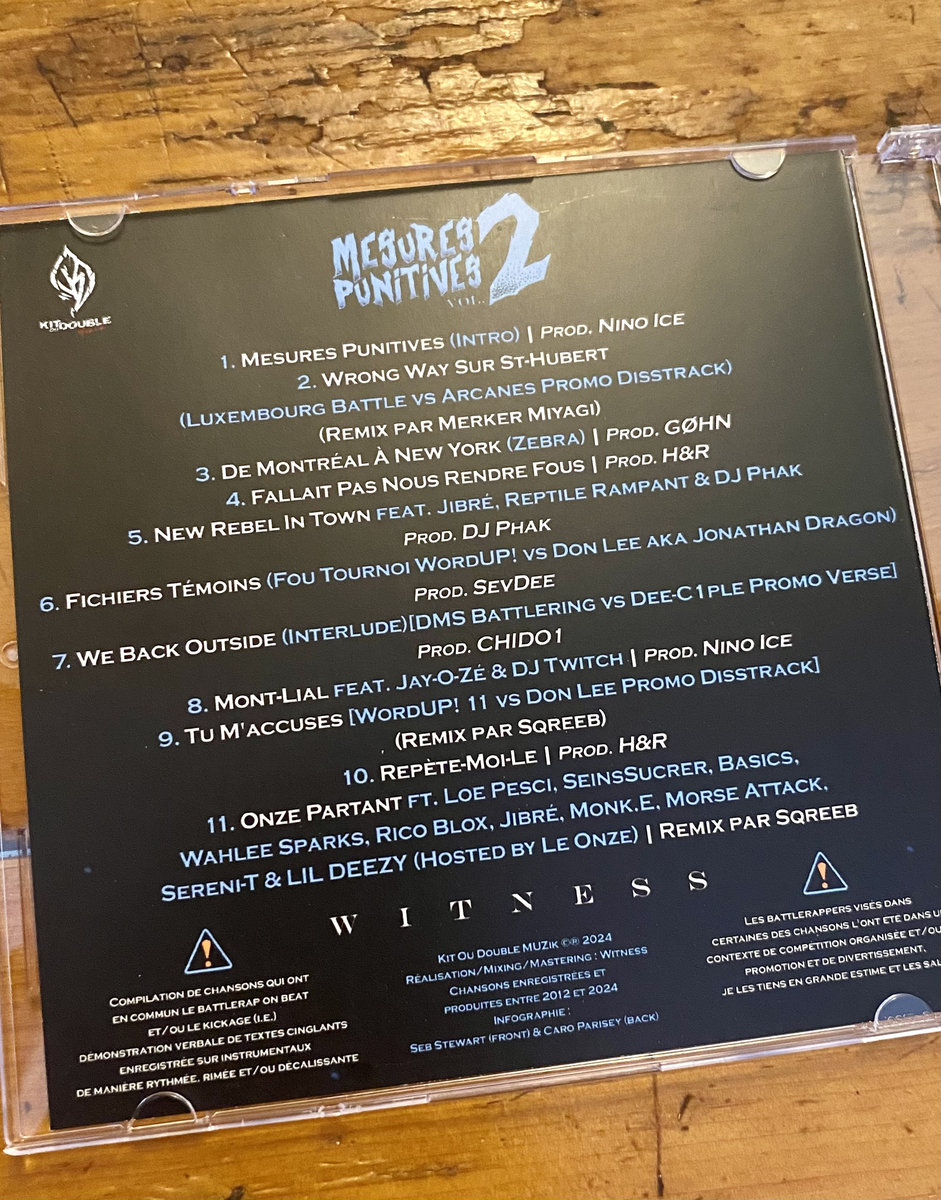 KIT OU DOUBLE
MESURES
PUNITIVES
VOL. 2
1. MESURES PUNITIVES (INTRO) | PROD. NINO ICE
2. WRONG WAY SUR ST-HUBERT
(LUXEMBOURG BATTLE VS ARCANES PROMO DISSTRACK)
(REMIX PAR MERKER MIYAGI)
3. DE MONTRÉAL À NEW YORK (ZEBRA) | PROD. GØHN
4. FALLAIT PAS NOUS RENDRE FOUS | PROD. H&R
5. NEW REBEL IN TOWN FEAT. JIBRÉ, REPTILE RAMPANT & DJ PHAK
PROD. DJ PHAK
6. FICHIERS TÉMOINS (FOU TOURNOI WORDUP! VS DON LEE AKA JONATHAN DRAGON)
PROD. SEVDEE
7. WE BACK OUTSIDE (INTERLUDE)[DMS BATTLERING VS DEE-C1PLE PROMO VERSE]
PROD. CHIDO1
8. MONT-LIAL FEAT. JAY-O-ZÉ & DJ TWITCH | PROD. NINO ICE
9. TU M'ACCUSES [WORDUP! 11 VS DON LEE PROMO DISSTRACK]
(REMIX PAR SQREEB)
10. REPÈTE-MOI-LE | PROD. H&R
11. ONZE PARTANT FT. LOE PESCI, SEINSSUCRER, BASICS,
WAHLEE SPARKS, RICO BLOX, JIBRÉ, MONK.E, MORSE ATTACK,
SERENI-T & LIL DEEZY (HOSTED BY LE ONZE) | REMIX PAR SQREEB
WITNESS
COMPILATION DE CHANSONS QUI ONT
EN COMMUN LE BATTLERAP ON BEAT
ET/OU LE KICKAGE (I.E.)
DÉMONSTRATION VERBALE DE TEXTES CINGLANTS
ENREGISTRÉE SUR INSTRUMENTAUX
DE MANIÈRE RYTHMÉE, RIMÉE ET/OU DÉCALISSANTE
KIT OU DOUBLE MUZIK ©℗ 2024
RÉALISATION/MIXING/MASTERING : WITNESS
CHANSONS ENREGISTRÉES ET
PRODUITES ENTRE 2012 ET 2024
INFOGRAPHIE :
SEB STEWART (FRONT) & CARO PARISEY (BACK)
LES BATTLERAPPERS VISÉS DANS
CERTAINES DES CHANSONS L'ONT ÉTÉ DANS U
CONTEXTE DE COMPÉTITION ORGANISÉE ET/OU
PROMOTION ET DE DIVERTISSEMENT.
JE LES TIENS EN GRANDE ESTIME ET LES SAL